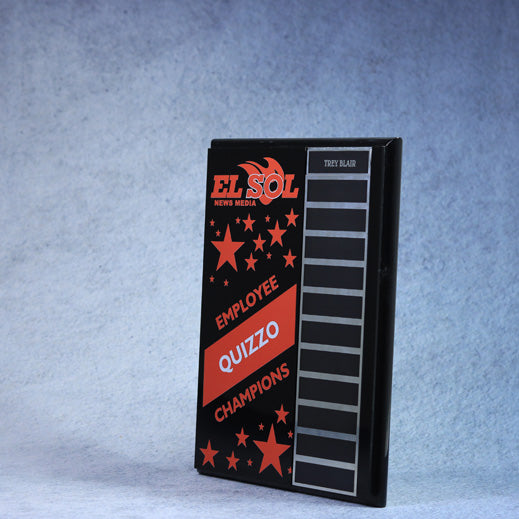 EL SOL
NEWS MEDIA
EMPLOYEE
QUIZZO
CHAMPIONS
TREY BLAIR